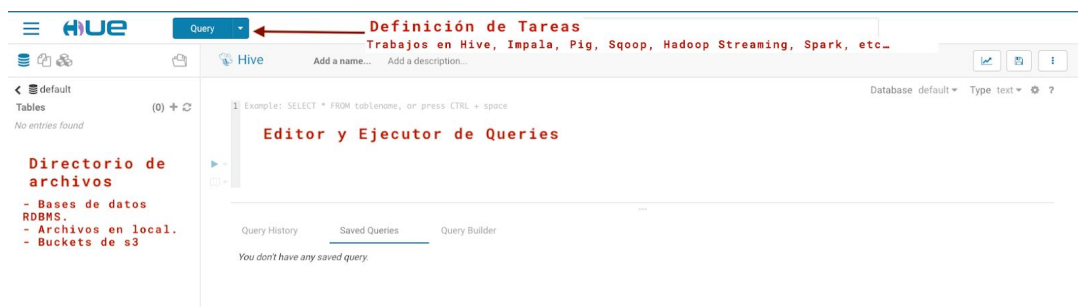 HUE
Query
Definición de Tareas
Trabajos en Hive, Impala, Pig, Sqoop, Hadoop Streaming, Spark, etc…
Hive Add a name... Add a description...
default
Database default Type text ?
Tables (0) +
No entries found
1 Example: SELECT * FROM tablename, or press CTRL + space
Editor y Ejecutor de Queries
Directorio de
archivos
- Bases de datos
RDBMS.
- Archivos en local.
- Buckets de s3
Query History Saved Queries Query Builder
You don't have any saved query.